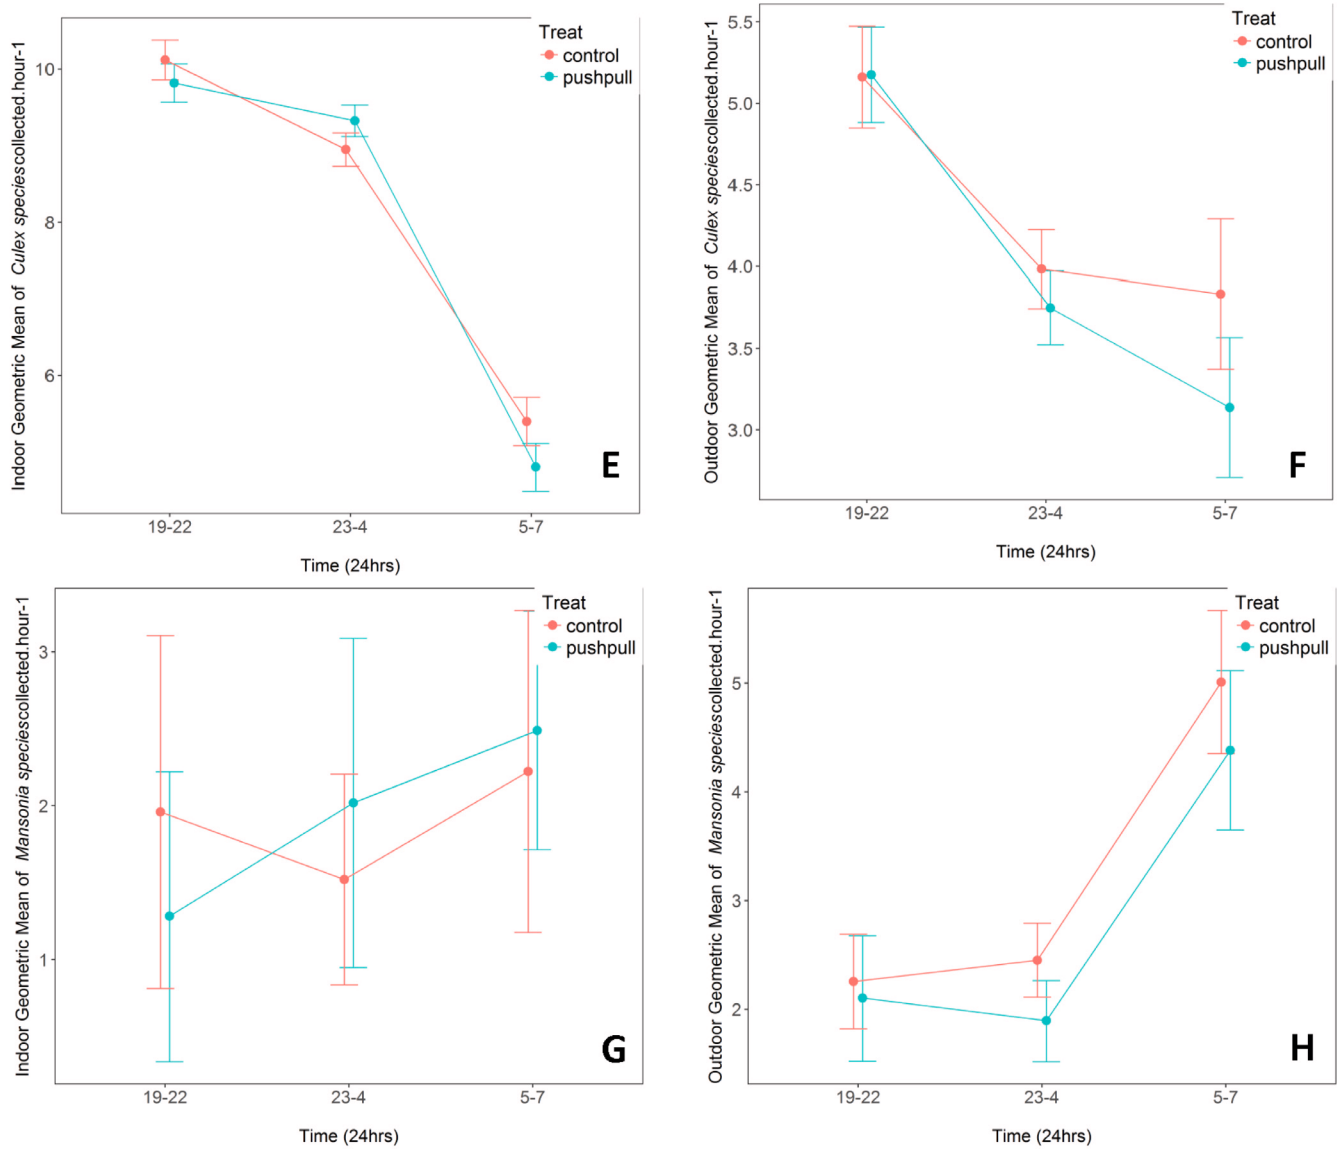 Indoor Geometric Mean of Culex speciescollected.hour-1
10
8
6
Treat
control
pushpull
E
19-22
23-4
5-7
Time (24hrs)
Outdoor Geometric Mean of Culex speciescollected.hour-1
5.5
5.0
4.5
4.0
3.5
3.0
Treat
control
pushpull
F
19-22
23-4
5-7
Time (24hrs)
Indoor Geometric Mean of Mansonia speciescollected.hour-1
3
2
1
Treat
control
pushpull
G
19-22
23-4
5-7
Time (24hrs)
Outdoor Geometric Mean of Mansonia speciescollected.hour-1
5
4
3
2
Treat
control
pushpull
H
19-22
23-4
5-7
Time (24hrs)